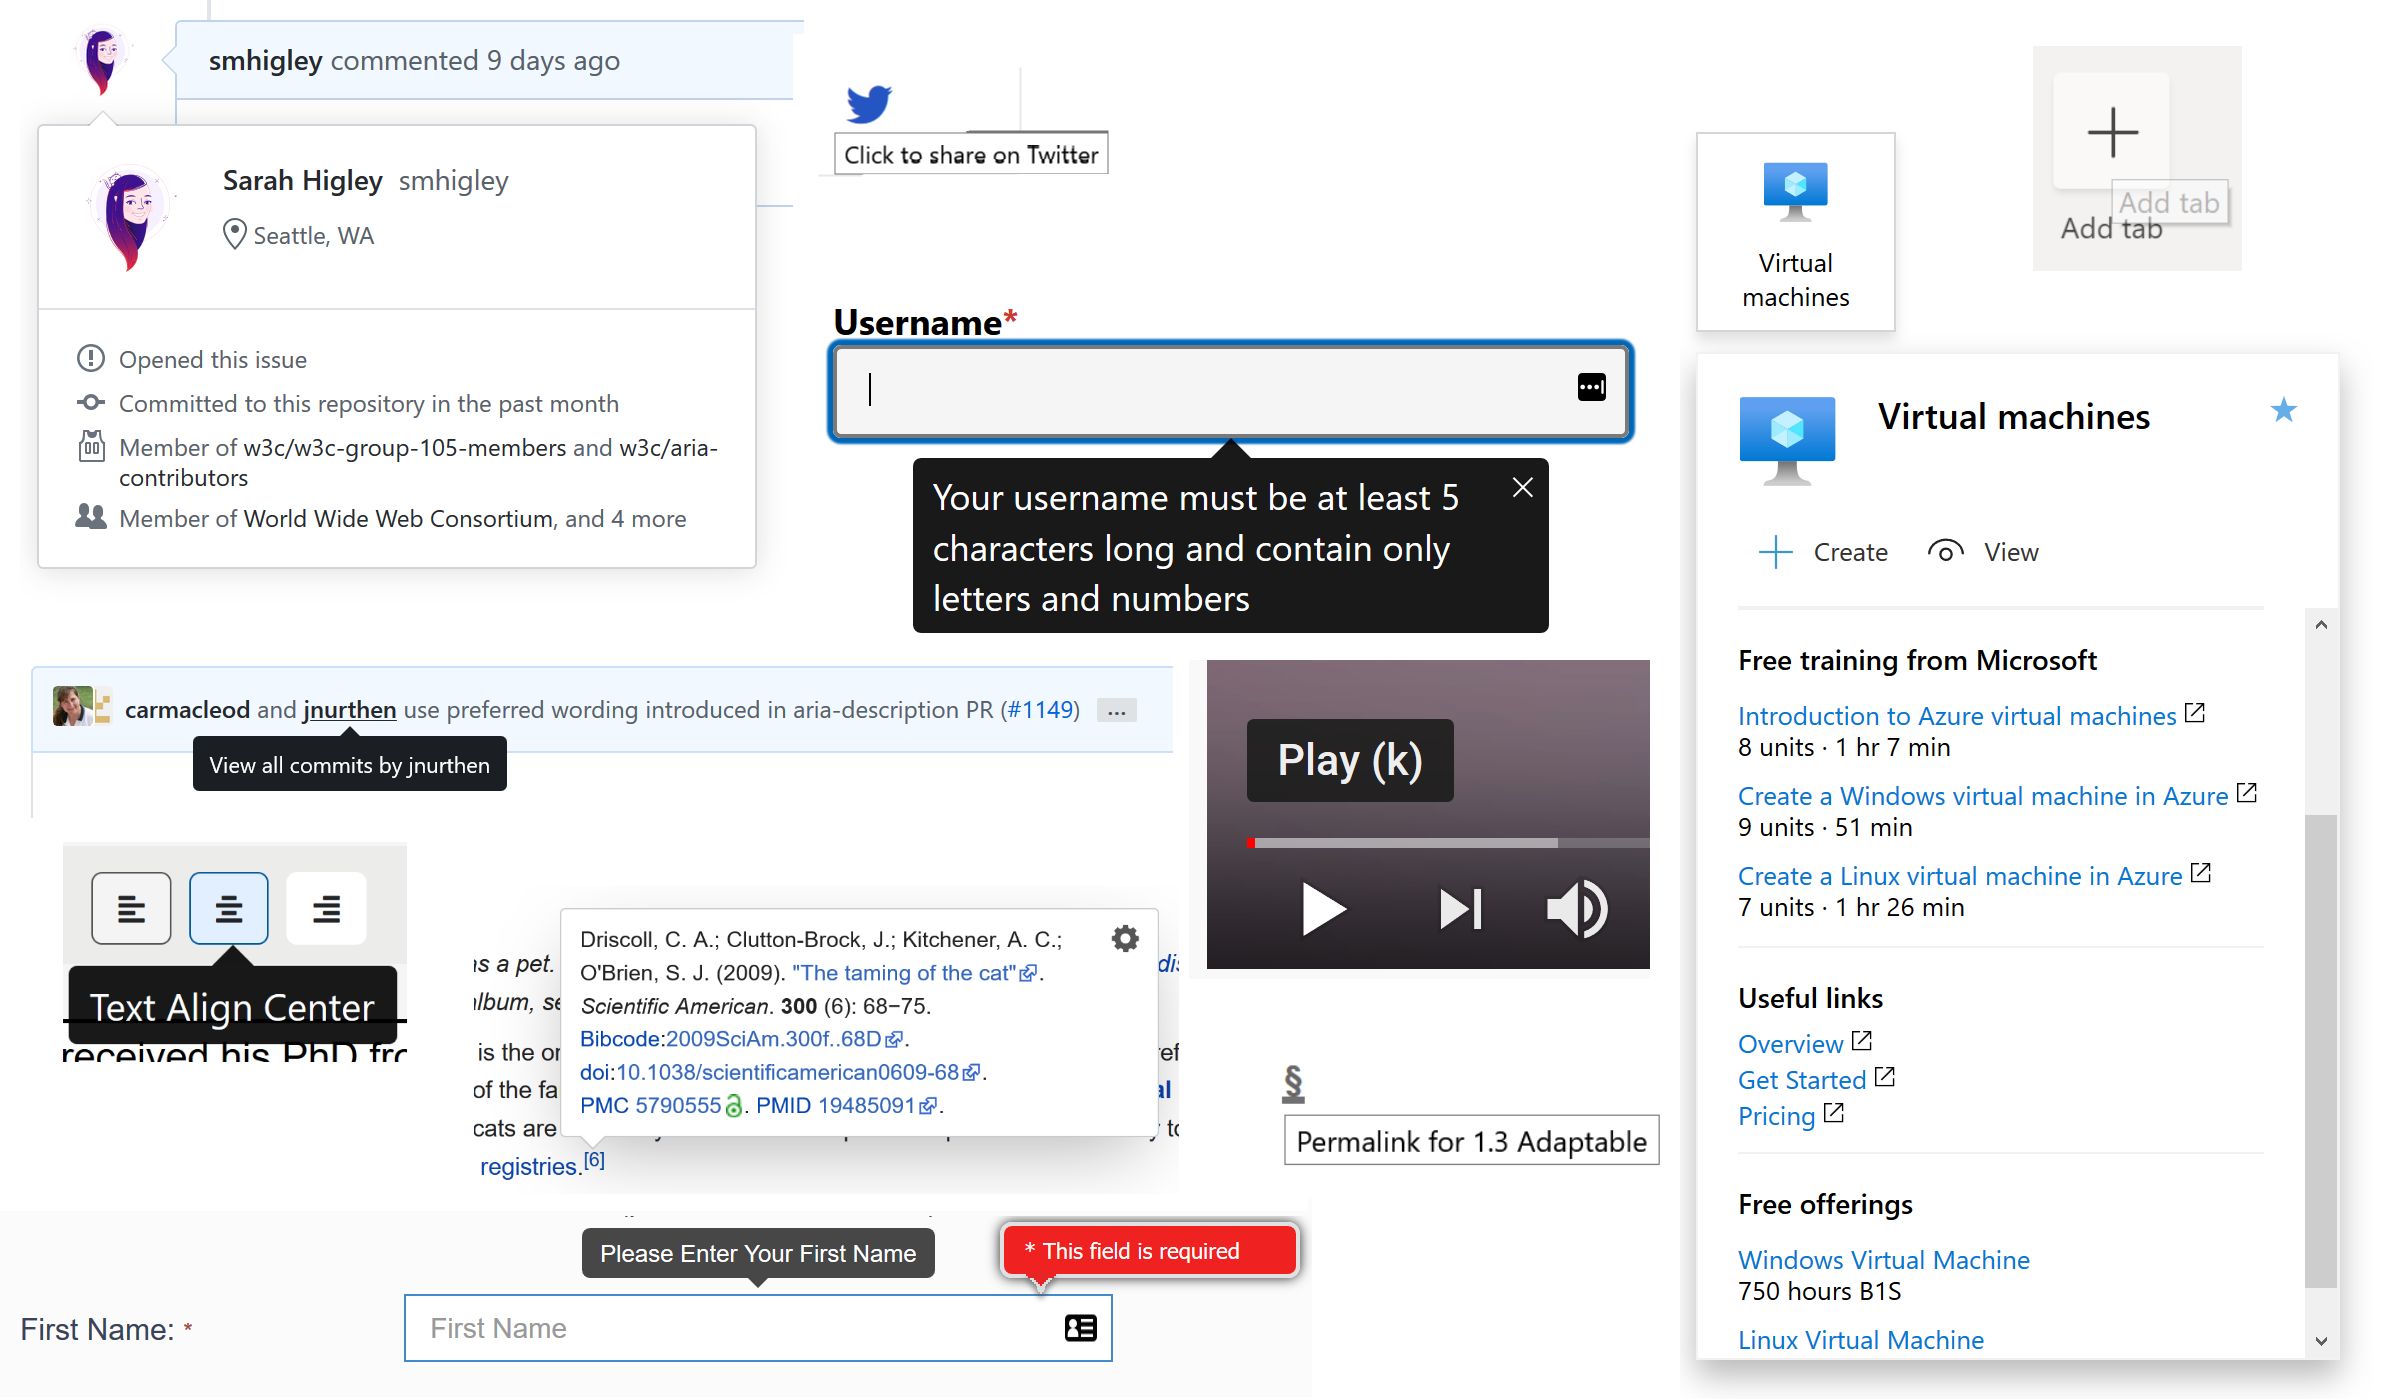 smhigley commented 9 days ago
Sarah Higley smhigley
Seattle, WA
Opened this issue
Committed to this repository in the past month
Member of w3c/w3c-group-105-members and w3c/aria-
contributors
Member of World Wide Web Consortium, and 4 more
Click to share on Twitter
Username*
Your username must be at least 5
characters long and contain only
letters and numbers
Virtual
machines
Add tab
Add tab
Virtual machines
Create View
Free training from Microsoft
Introduction to Azure virtual machines
8 units · 1 hr 7 min
Create a Windows virtual machine in Azure
9 units · 51 min
Create a Linux virtual machine in Azure
7 units · 1 hr 26 min
Useful links
Overview
Get Started
Pricing
Free offerings
Windows Virtual Machine
750 hours B1S
Linux Virtual Machine
carmacleod and jnurthen use preferred wording introduced in aria-description PR (#1149) ...
View all commits by jnurthen
Play (k)
Text Align Center
received his PhD
as a pet.
album,
is the
of the
cats are
registries.[6]
Driscoll, C. A.; Clutton-Brock, J.; Kitchener, A. C.;
O'Brien, S. J. (2009). "The taming of the cat".
Scientific American. 300 (6): 68–75.
Bibcode:2009SciAm.300f..68D.
doi:10.1038/scientificamerican0609-68.
PMC 5790555. PMID 19485091.
§
Permalink for 1.3 Adaptable
Please Enter Your First Name
* This field is required
First Name: *
First Name